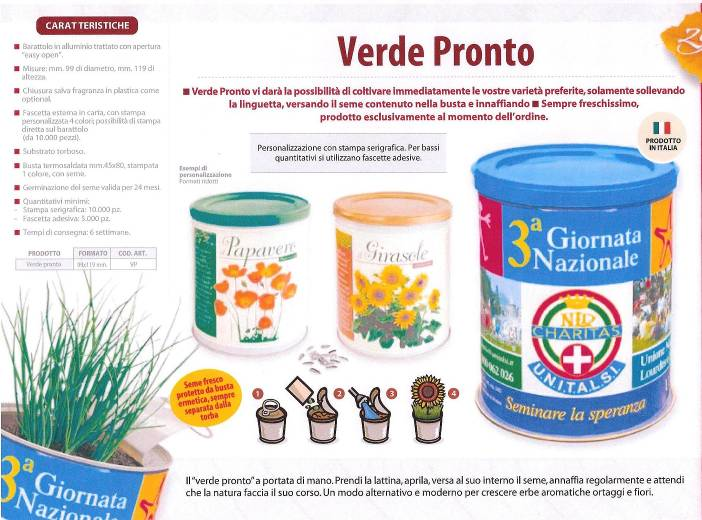 CARATTERISTICHE
■ Barattolo in alluminio trattato con apertura
"easy open".
■ Misure: mm. 99 di diametro, mm. 119 di
altezza.
■ Chiusura salva fragranza in plastica come
optional.
■ Fascetta esterna in carta, con stampa
personalizzata 4 colori; possibilità di stampa
diretta sul barattolo
(da 10.000 pezzi).
■ Substrato torboso.
■ Busta termosaldata mm.45x80, stampata
1 colore, con seme.
■ Germinazione del seme valida per 24 mesi.
■ Quantitativi minimi:
- Stampa serigrafica: 10.000 pz.
- Fascetta adesiva: 5.000 pz.
■ Tempi di consegna: 6 settimane.
PRODOTTO FORMATO COD. ART.
Verde pronto 99x119 mm. VP
Verde Pronto
■ Verde Pronto vi darà la possibilità di coltivare immediatamente le vostre varietà preferite, solamente sollevando
la linguetta, versando il seme contenuto nella busta e innaffiando ■ Sempre freschissimo,
prodotto esclusivamente al momento dell'ordine.
PRODOTTO
IN ITALIA
Personalizzazione con stampa serigrafica. Per bassi
quantitativi si utilizzano fascette adesive.
Esempi di
personalizzazione
Formati ridotti
Papavero
il Girasole
3a Giornata
Nazionale
CHARITAS
U.N.I.T.A.L.S.I.
062 026
Seminare la speranza
Seme fresco
protetto da busta
ermetica, sempre
separata dalla
torba
1 2 3 4
3a Giornata
Nazionale
Il "verde pronto" a portata di mano. Prendi la lattina, aprila, versa al suo interno il seme, annaffia regolarmente e attendi
che la natura faccia il suo corso. Un modo alternativo e moderno per crescere erbe aromatiche ortaggi e fiori.